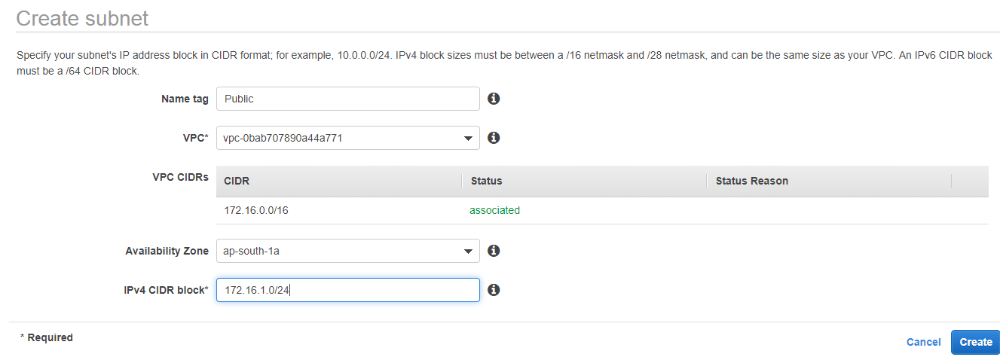 Create subnet
Specify your subnet's IP address block in CIDR format; for example, 10.0.0.0/24. IPv4 block sizes must be between a /16 netmask and /28 netmask, and can be the same size as your VPC. An IPv6 CIDR block
must be a /64 CIDR block.
Name tag Public
VPC* vpc-0bab707890a44a771
VPC CIDRs CIDR Status Status Reason
172.16.0.0/16 associated
Availability Zone ap-south-1a
IPv4 CIDR block* 172.16.1.0/24
* Required
Cancel Create